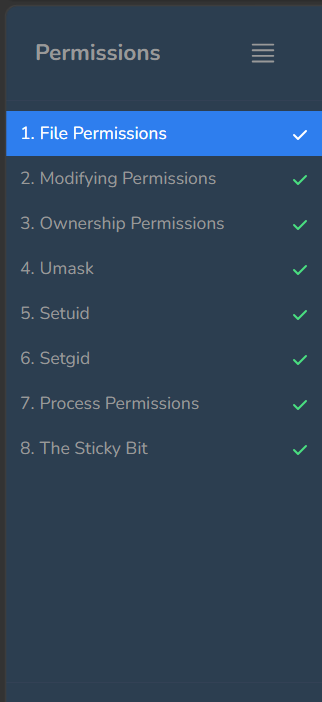 Permissions
1. File Permissions
2. Modifying Permissions
3. Ownership Permissions
4. Umask
5. Setuid
6. Setgid
7. Process Permissions
8. The Sticky Bit